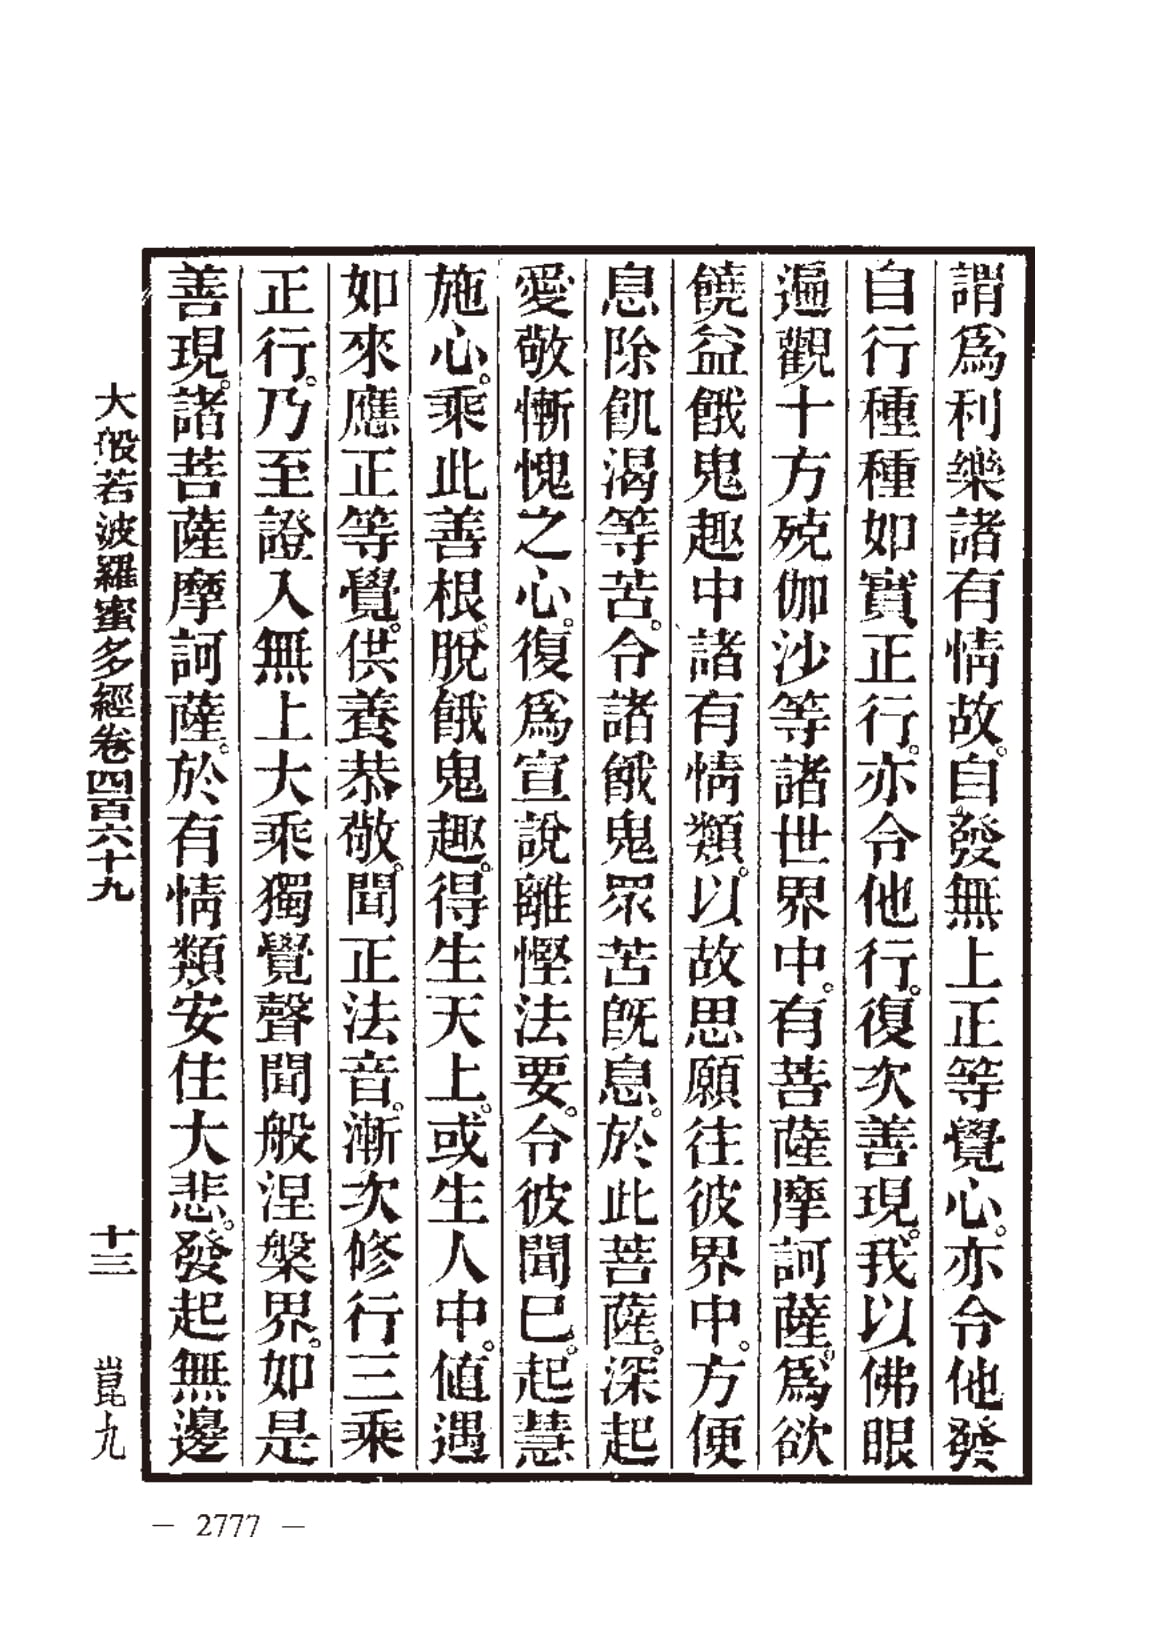 謂爲利樂諸有情故。自發無上正等覺心。亦令他發
自行種種如實正行。亦令他行。復次善現。我以佛眼
遍觀十方殑伽沙等諸世界中。有菩薩摩訶薩。爲欲
饒益餓鬼趣中諸有情類。以故思願往彼界中。方便
息除飢渴等苦。令諸餓鬼眾苦既息。於此菩薩。深起
愛敬慚愧之心。復爲宣說離慳法要。令彼聞已。起慧
施心。乘此善根。脫餓鬼趣。得生天上。或生人中。値遇
如來應正等覺。供養恭敬。聞正法音。漸次修行三乘
正行。乃至證入無上大乘獨覺聲聞般涅槃界。如是
善現。諸菩薩摩訶薩。於有情類安住大悲。發起無邊
大般若波羅蜜多經卷四百六十九 十三 崑九
— 2777 —